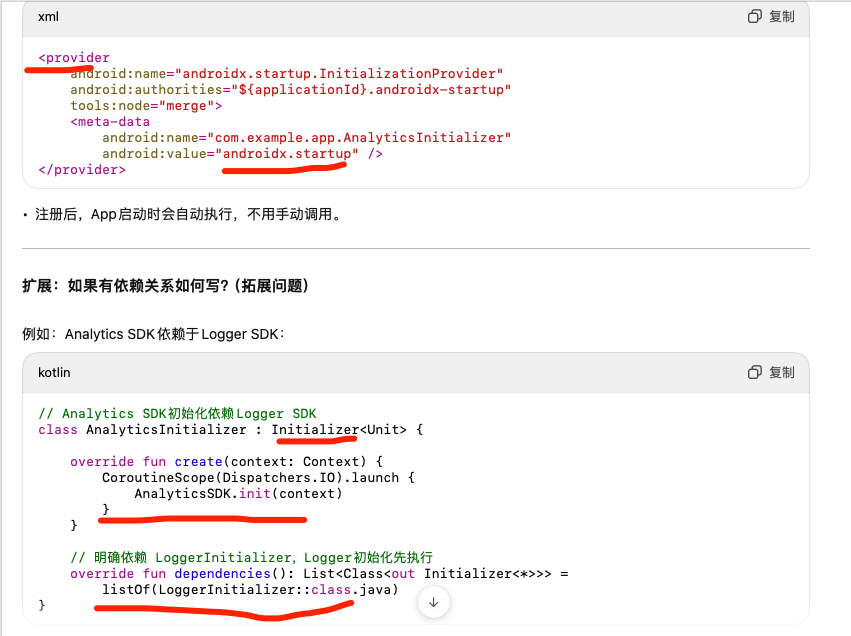 xml
复制
<provider
android:name="androidx.startup.InitializationProvider"
android:authorities="${applicationId}.androidx-startup"
tools:node="merge">
<meta-data
android:name="com.example.app.AnalyticsInitializer"
android:value="androidx.startup" />
</provider>
• 注册后，App启动时会自动执行，不用手动调用。
扩展：如果有依赖关系如何写？（拓展问题）
例如：Analytics SDK依赖于Logger SDK：
kotlin
复制
// Analytics SDK初始化依赖Logger SDK
class AnalyticsInitializer : Initializer<Unit> {
override fun create(context: Context) {
CoroutineScope(Dispatchers.IO).launch {
AnalyticsSDK.init(context)
}
}
// 明确依赖 LoggerInitializer，Logger初始化先执行
override fun dependencies(): List<Class<out Initializer<*>>> =
listOf(LoggerInitializer::class.java)
}